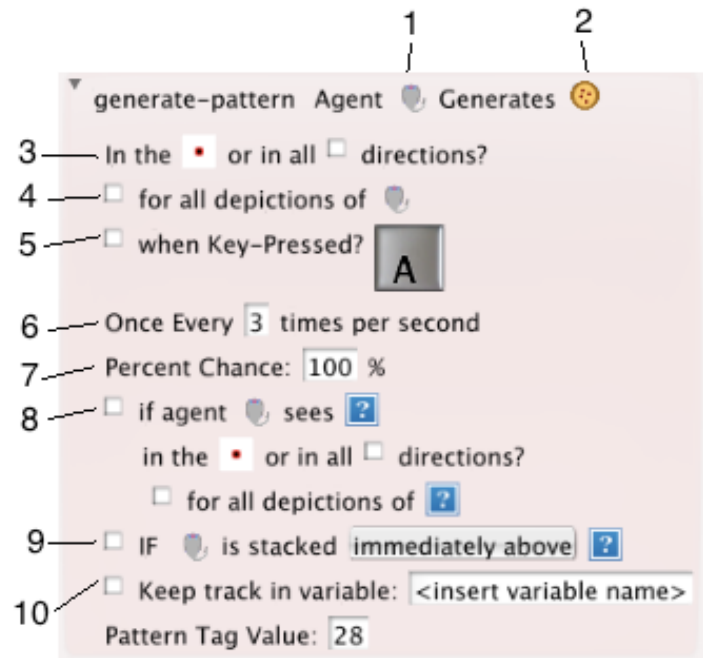 1 2
generate-pattern Agent Generates
3 In the or in all directions?
4 for all depictions of
5 when Key-Pressed? A
6 Once Every 3 times per second
7 Percent Chance: 100 %
8 if agent sees ?
in the or in all directions?
for all depictions of ?
9 IF is stacked immediately above ?
10 Keep track in variable: <insert variable name>
Pattern Tag Value: 28